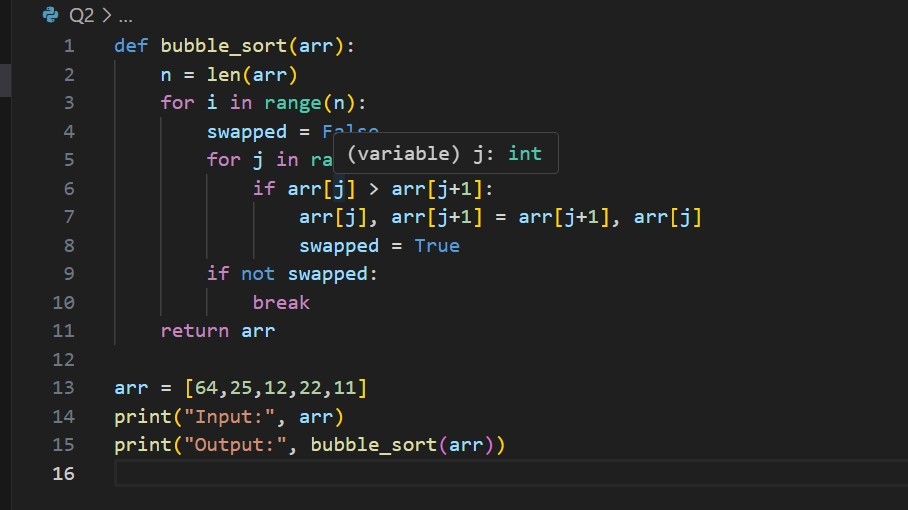 Q2 > ...
1 def bubble_sort(arr):
2     n = len(arr)
3     for i in range(n):
4         swapped = False
5         for j in ra
(variable) j: int
6             if arr[j] > arr[j+1]:
7                 arr[j], arr[j+1] = arr[j+1], arr[j]
8                 swapped = True
9         if not swapped:
10             break
11     return arr
12
13 arr = [64,25,12,22,11]
14 print("Input:", arr)
15 print("Output:", bubble_sort(arr))
16